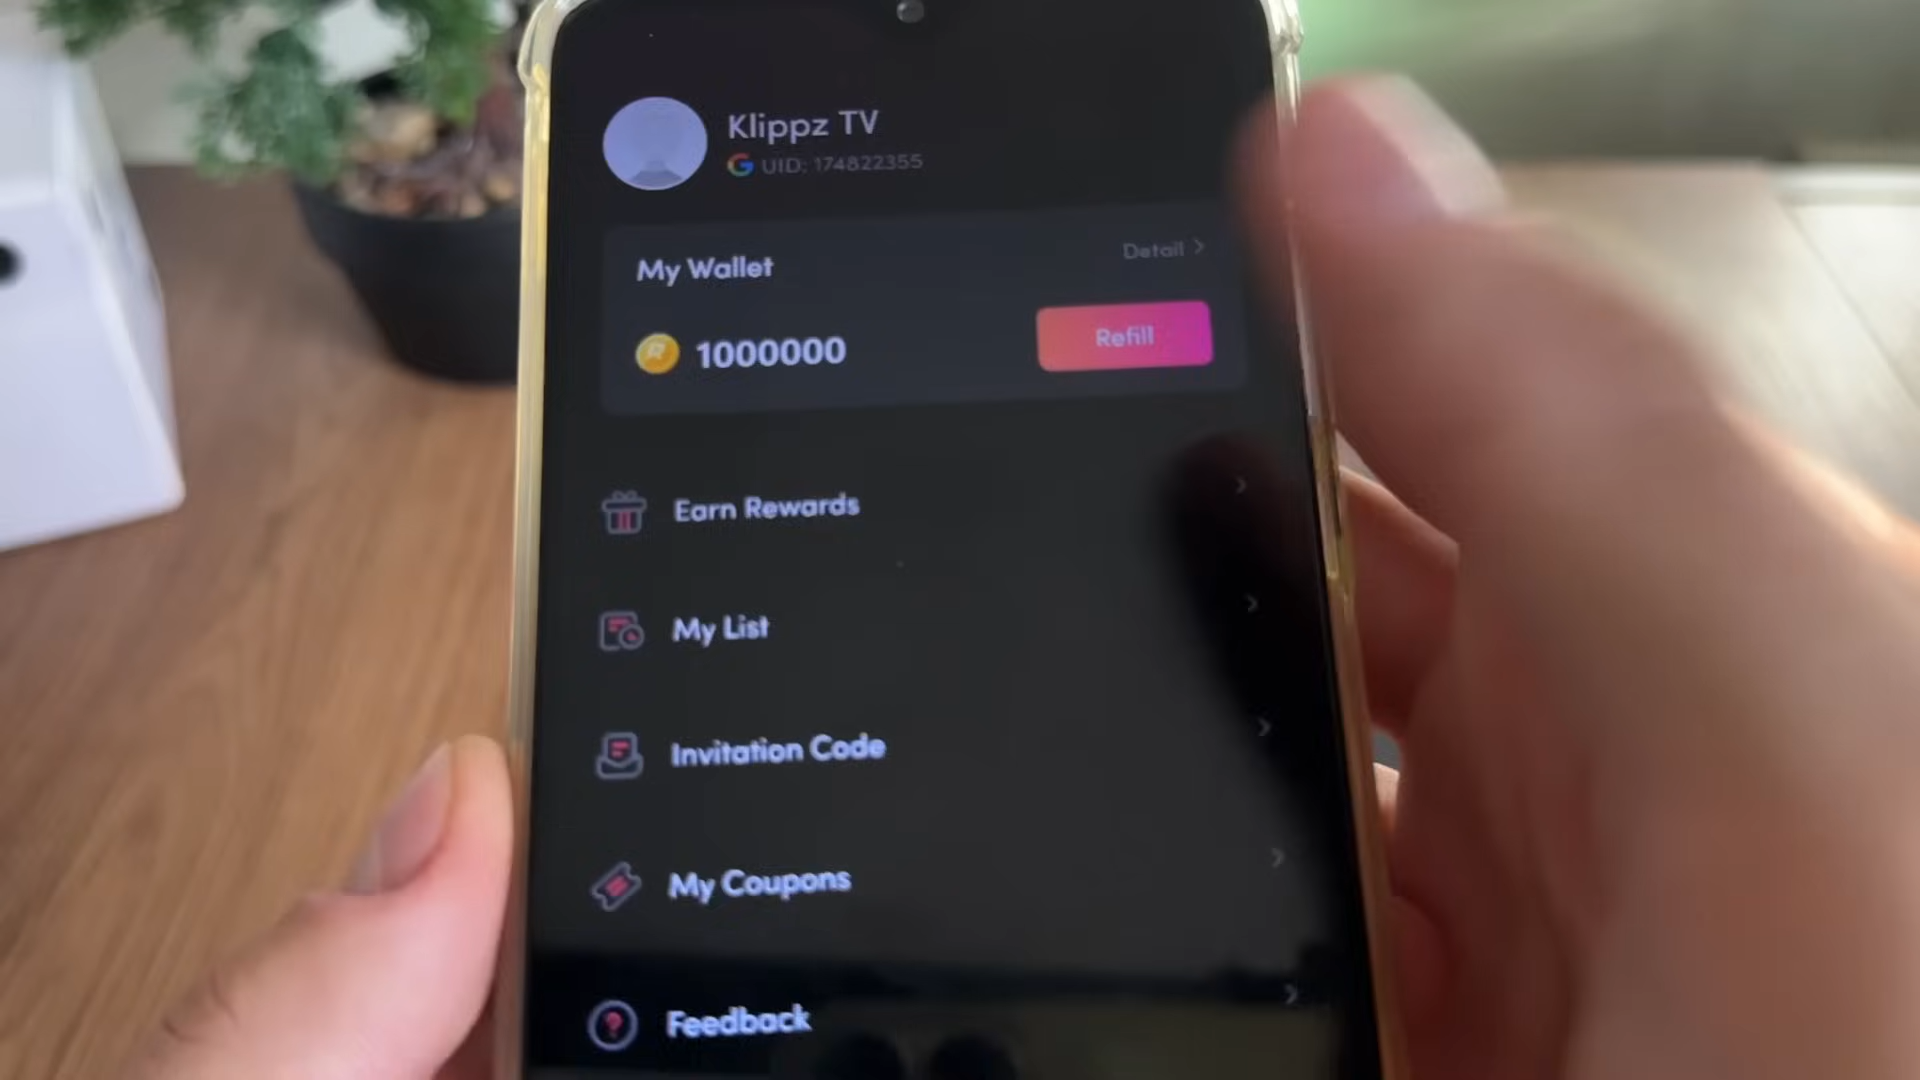 Klippz TV
UID: 174822355
My Wallet
Detail >
1000000
Refill
Earn Rewards
My List
Invitation Code
My Coupons
Feedback